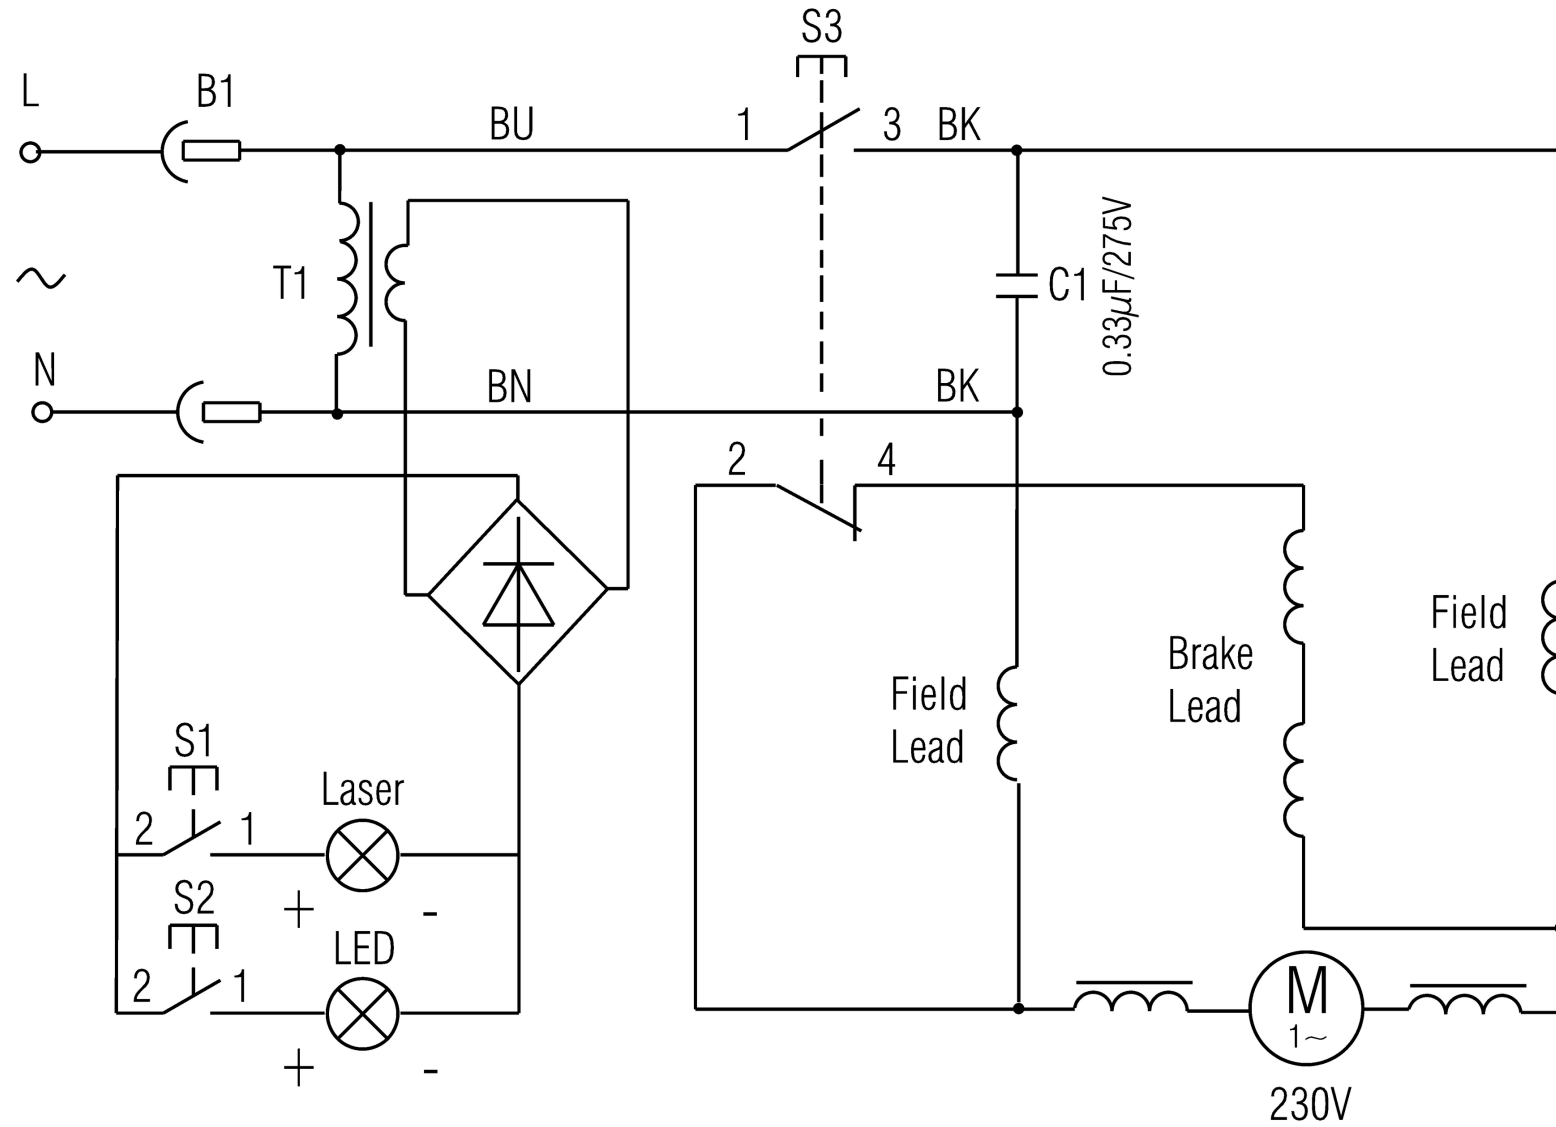 S3
L
B1
BU
1
3
BK
T1
C1
0.33μF/275V
N
BN
BK
2
4
Field
Lead
Brake
Lead
Field
Lead
S1
Laser
2
1
+
-
S2
LED
2
1
+
-
M
1~
230V